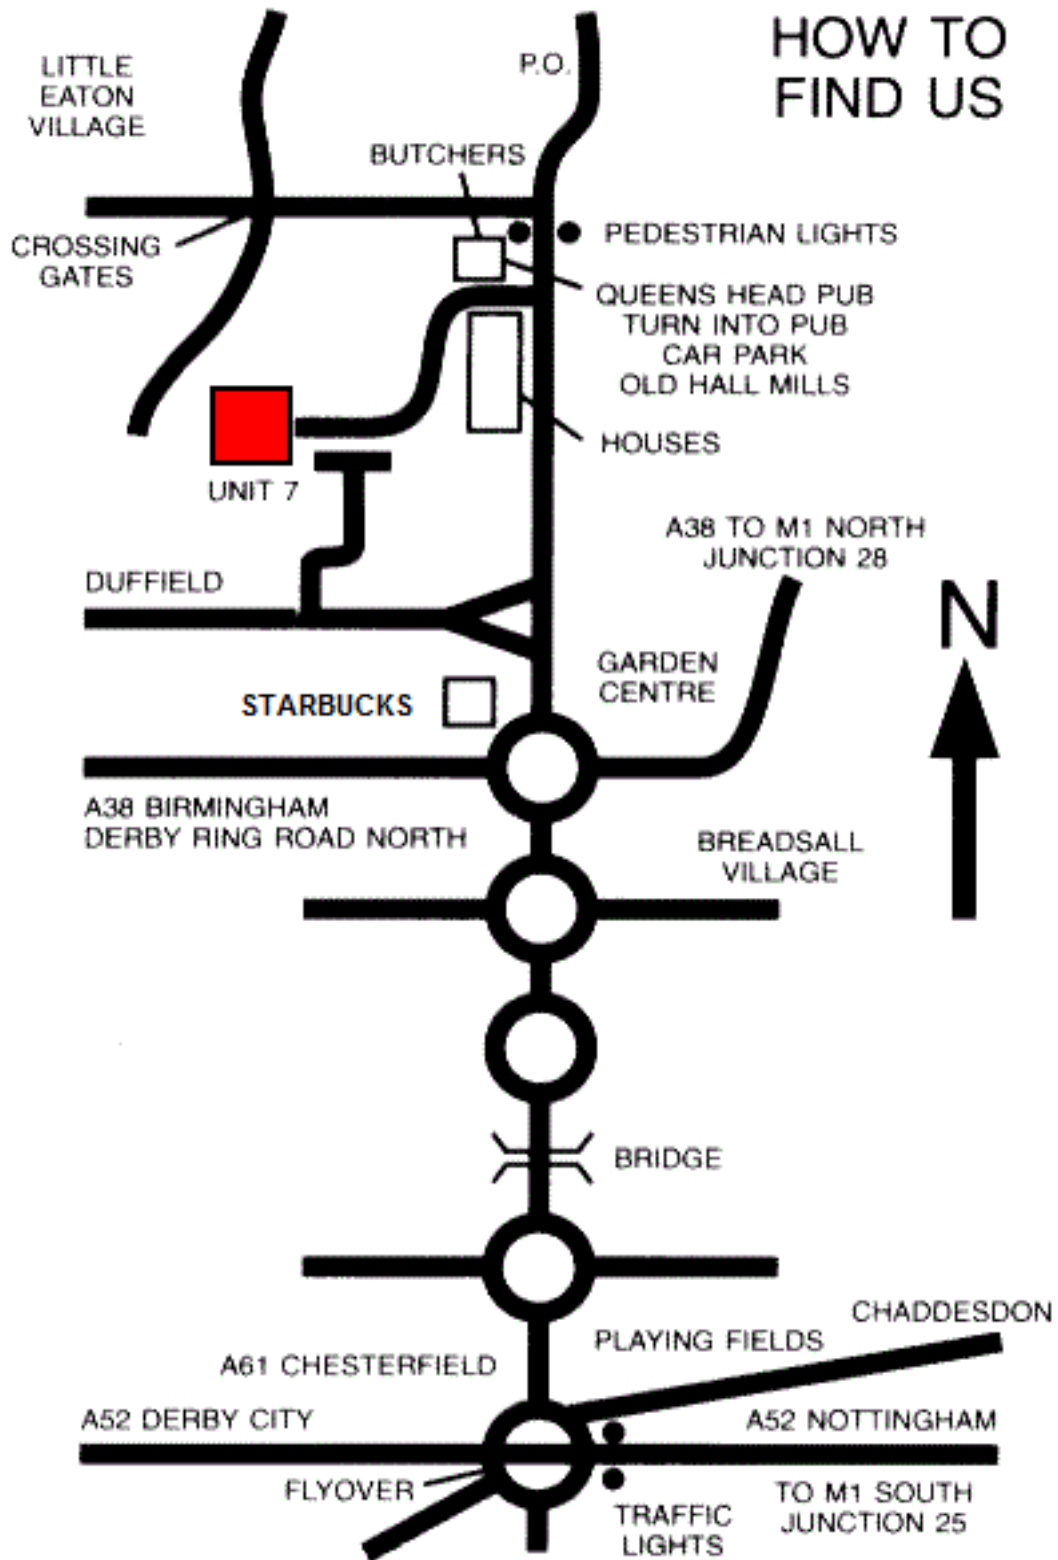 HOW TO
FIND US
LITTLE
EATON
VILLAGE
P.O.
BUTCHERS
CROSSING
GATES
PEDESTRIAN LIGHTS
QUEENS HEAD PUB
TURN INTO PUB
CAR PARK
OLD HALL MILLS
HOUSES
UNIT 7
A38 TO M1 NORTH
JUNCTION 28
DUFFIELD
N
GARDEN
CENTRE
STARBUCKS
A38 BIRMINGHAM
DERBY RING ROAD NORTH
BREADSALL
VILLAGE
BRIDGE
CHADDESDON
PLAYING FIELDS
A61 CHESTERFIELD
A52 DERBY CITY
A52 NOTTINGHAM
FLYOVER
TRAFFIC
LIGHTS
TO M1 SOUTH
JUNCTION 25